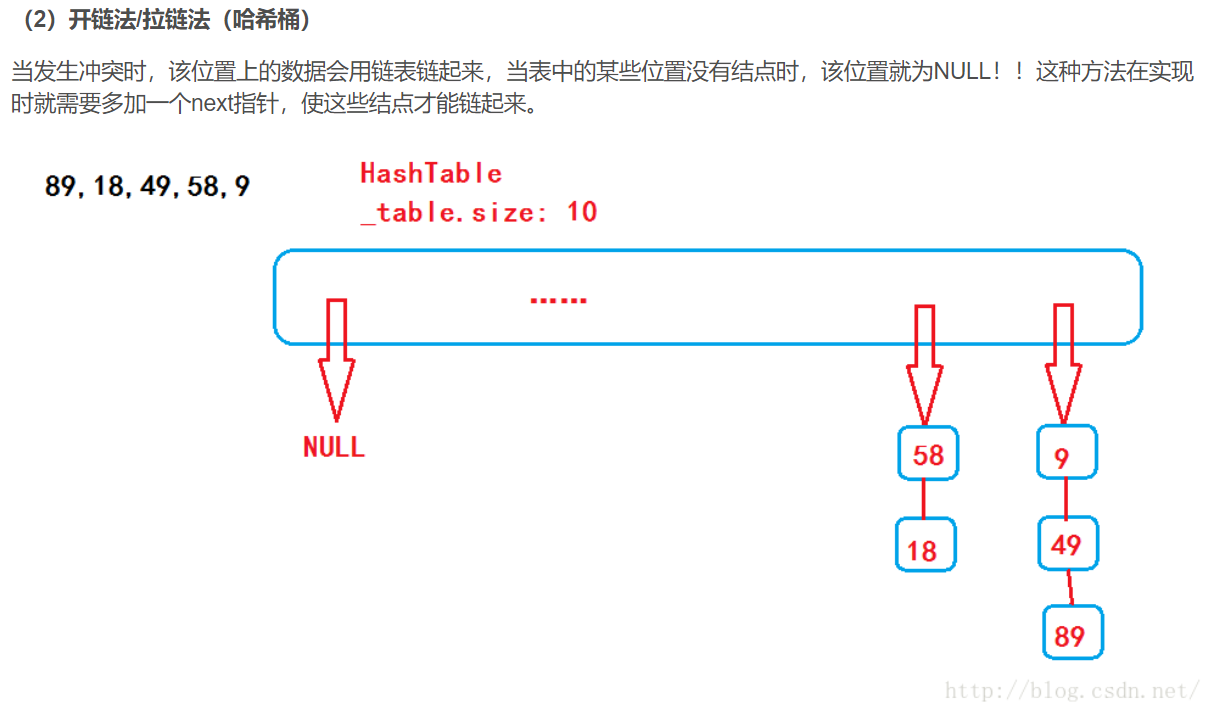 （2）开链法/拉链法（哈希桶）
当发生冲突时，该位置上的数据会用链表链起来，当表中的某些位置没有结点时，该位置就为NULL！！这种方法在实现
时就需要多加一个next指针，使这些结点才能链起来。
89,18,49,58,9
HashTable
_table.size: 10
……
NULL
58
9
18
49
89
http://blog.csdn.net/